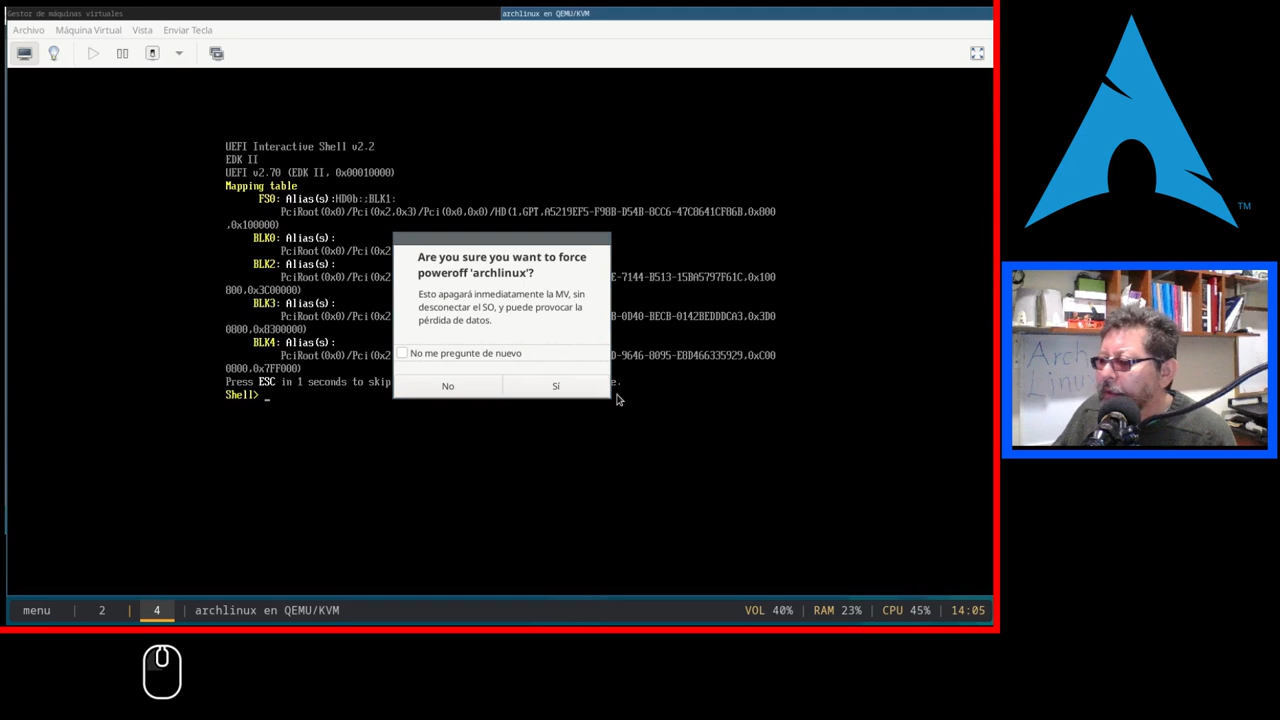 Gestor de máquinas virtuales
archlinux en QEMU/KVM
Archivo Máquina Virtual Vista Enviar Tecla
UEFI Interactive Shell v2.2
EDK II
UEFI v2.70 (EDK II, 0x00010000)
Mapping table
FS0: Alias(s):HD0b:;BLK1:
PciRoot(0x0)/Pci(0x2,0x3)/Pci(0x0,0x0)/HD(1,GPT,A5219EF5-F98B-D54B-8CC6-47C8641CF86B,0x800
,0x100000)
BLK0: Alias(s):
PciRoot(0x0)/Pci(0x2
BLK2: Alias(s):
PciRoot(0x0)/Pci(0x2
E-7144-B513-15BA5797F61C,0x100
800,0x3C00000)
BLK3: Alias(s):
PciRoot(0x0)/Pci(0x2
B-0D40-BECB-0142BEDDDCA3,0x3D0
0800,0x8300000)
BLK4: Alias(s):
PciRoot(0x0)/Pci(0x2
D-9646-8095-E8D466335929,0xC00
0800,0x7FF000)
Press ESC in 1 seconds to skip
e.
Shell> _
Are you sure you want to force
poweroff 'archlinux'?
Esto apagará inmediatamente la MV, sin
desconectar el SO, y puede provocar la
pérdida de datos.
No me pregunte de nuevo
No Sí
menu | 2 | 4 | archlinux en QEMU/KVM
VOL 40% | RAM 23% | CPU 45% | 14:05
TM
Arch
Linux